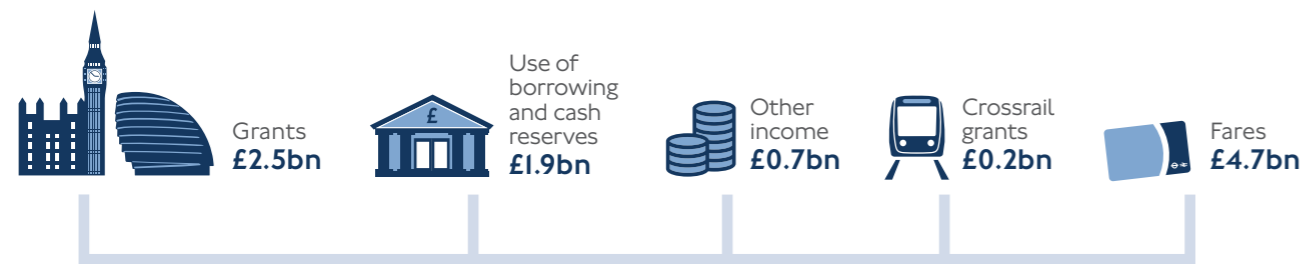 Grants
£2.5bn
£
Use of
borrowing
and cash
reserves
£1.9bn
Other
income
£0.7bn
Crossrail
grants
£0.2bn
Fares
£4.7bn